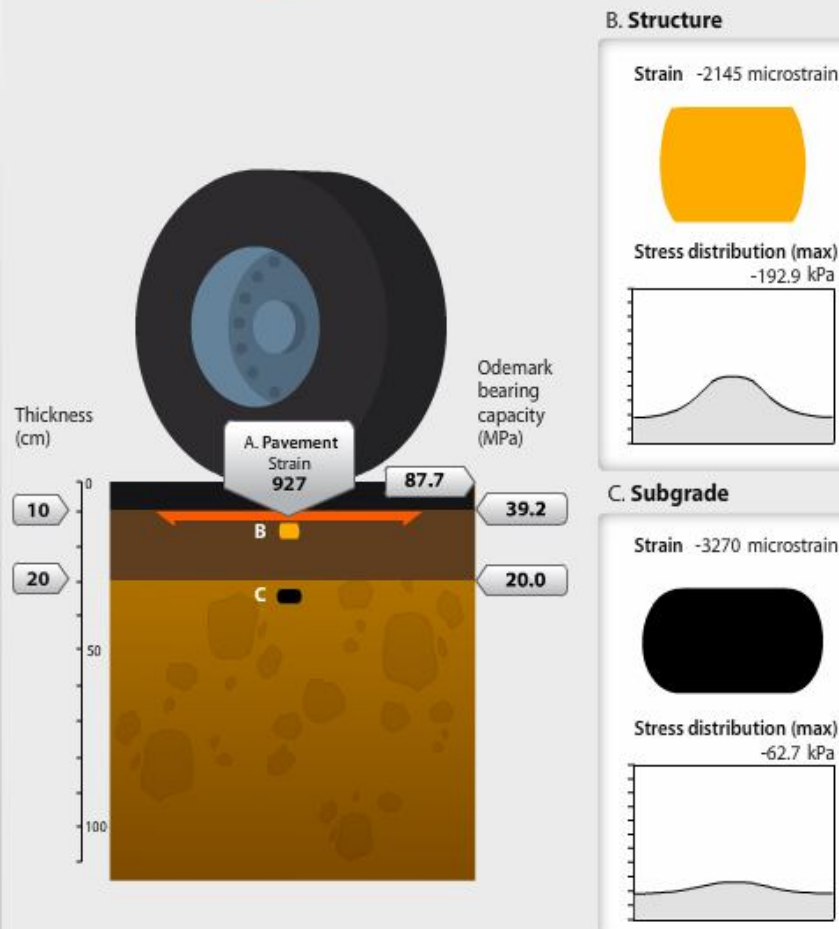 Thickness
(cm)
10
20
0
50
100
A. Pavement
Strain
927
B
C
Odemark
bearing
capacity
(MPa)
87.7
39.2
20.0
B. Structure
Strain -2145 microstrain
Stress distribution (max)
-192.9 kPa
C. Subgrade
Strain -3270 microstrain
Stress distribution (max)
-62.7 kPa